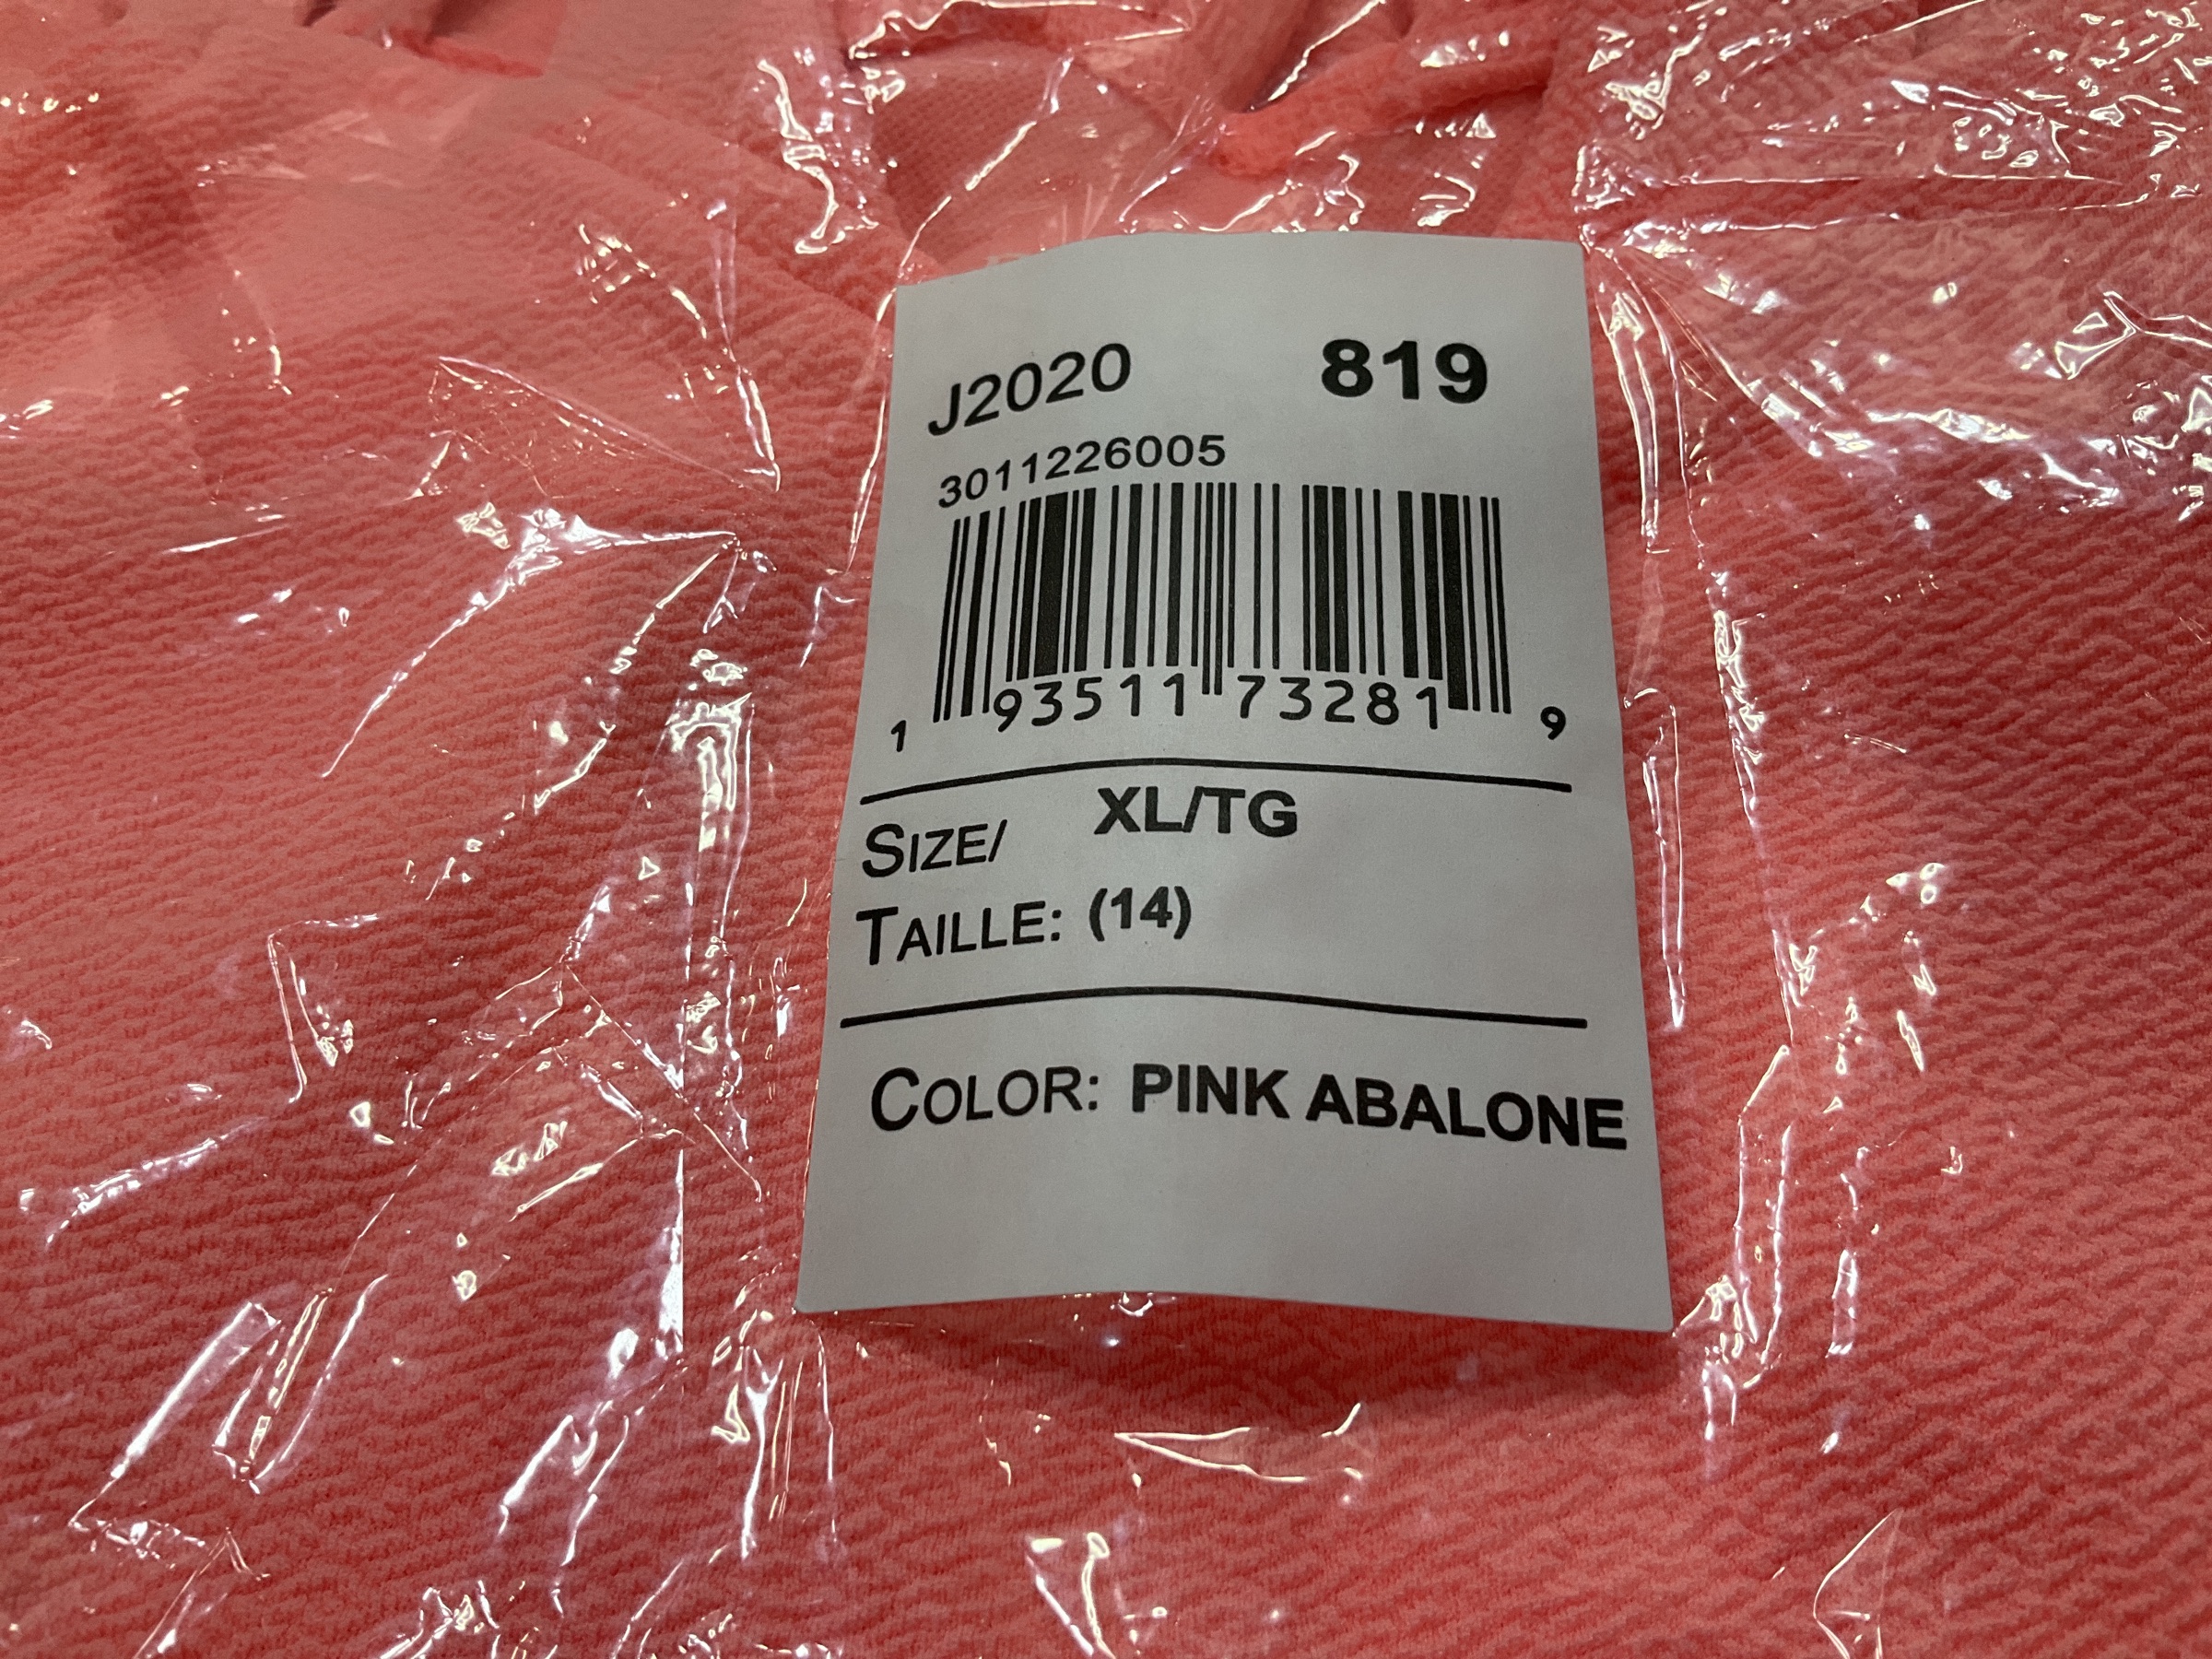 J2020 819
3011226005
1 93511 73281 9
SIZE/ XL/TG
TAILLE: (14)
COLOR: PINK ABALONE